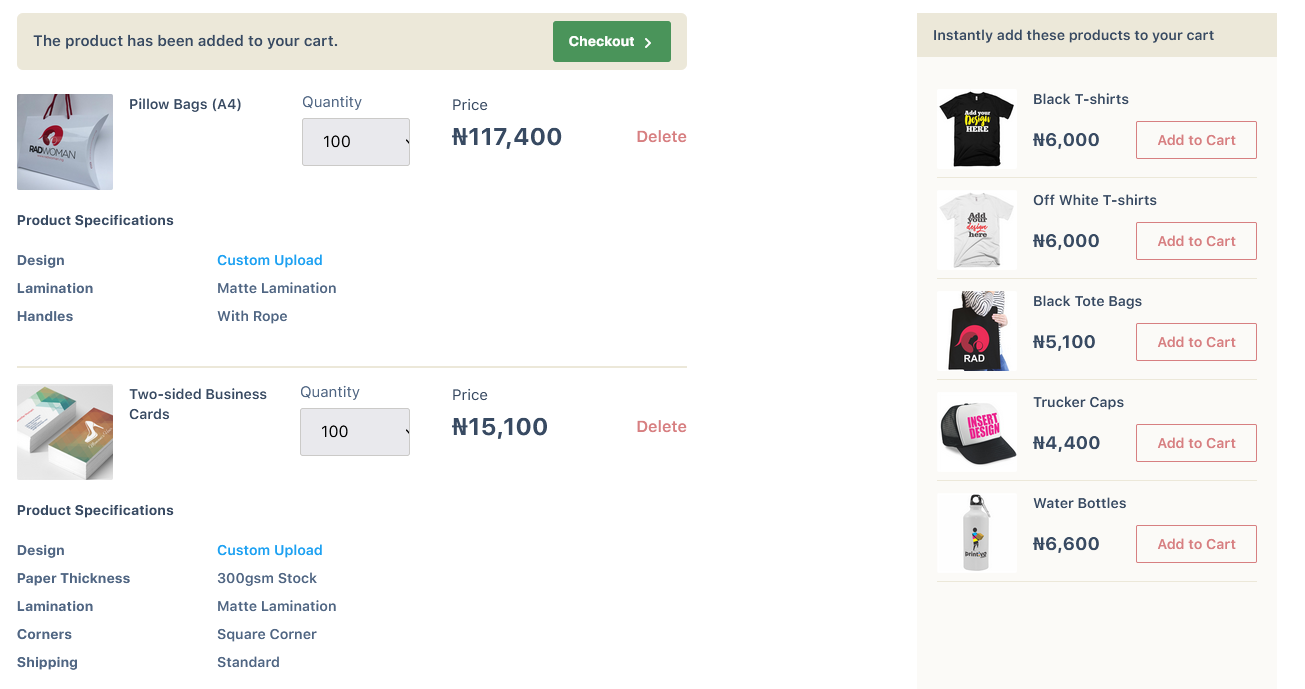 The product has been added to your cart.
Checkout
Pillow Bags (A4)
Quantity
100
Price
₦117,400
Delete
RADWOMAN
Product Specifications
Design Custom Upload
Lamination Matte Lamination
Handles With Rope
Two-sided Business
Cards
Quantity
100
Price
₦15,100
Delete
Product Specifications
Design Custom Upload
Paper Thickness 300gsm Stock
Lamination Matte Lamination
Corners Square Corner
Shipping Standard
Instantly add these products to your cart
Add your
Design
HERE
Black T-shirts
₦6,000
Add to Cart
Add
your
design
here
Off White T-shirts
₦6,000
Add to Cart
RAD
Black Tote Bags
₦5,100
Add to Cart
INSERT
DESIGN
Trucker Caps
₦4,400
Add to Cart
printivo
Water Bottles
₦6,600
Add to Cart